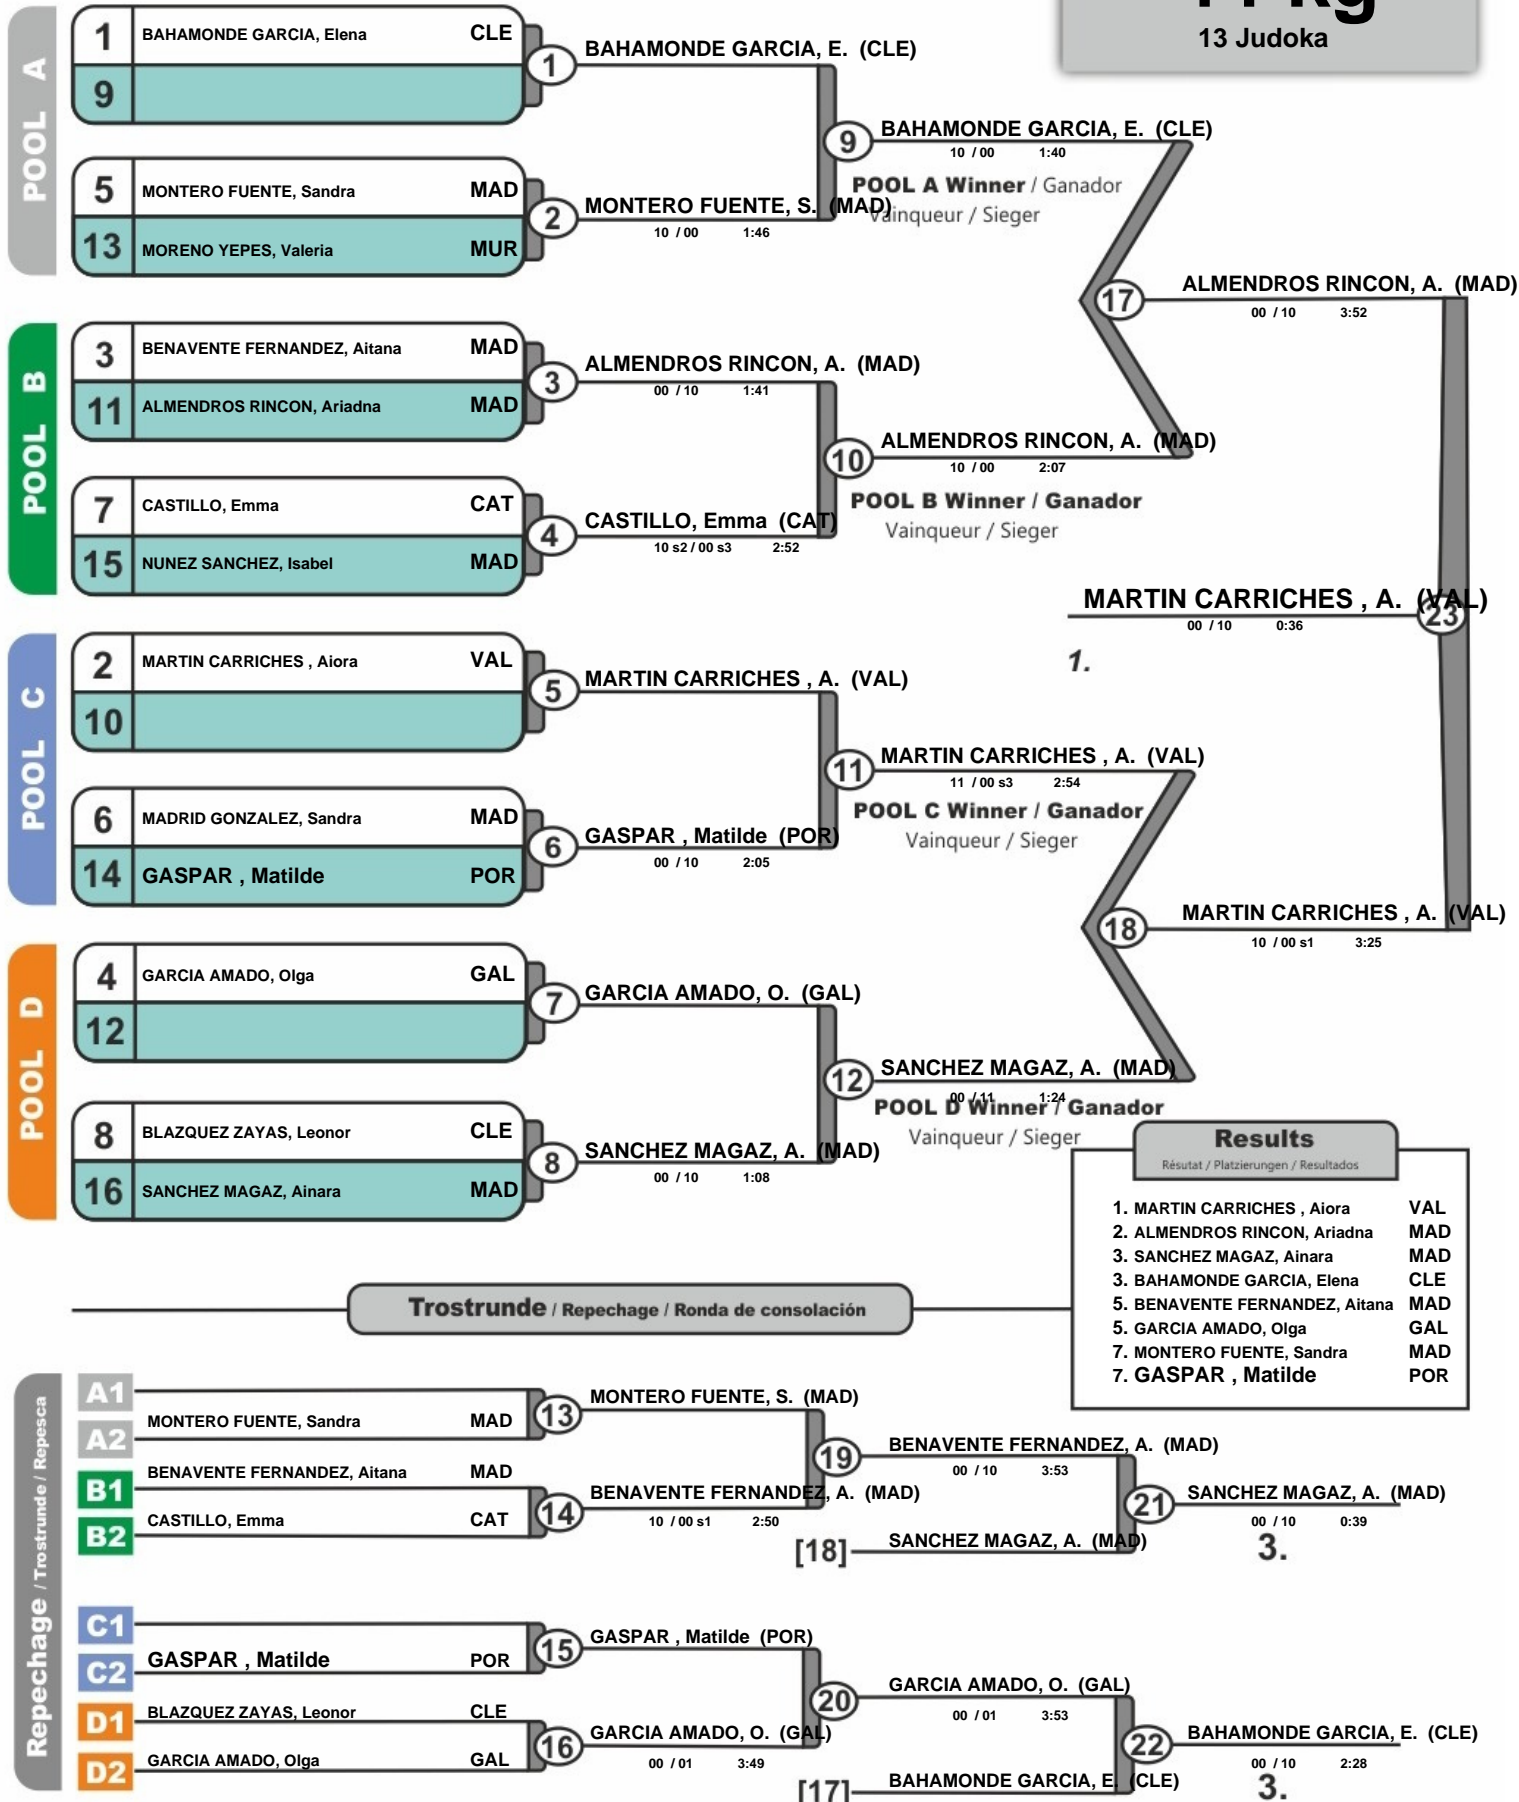 13 Judoka
POOL A
1 BAHAMONDE GARCIA, Elena CLE
9
1 BAHAMONDE GARCIA, E. (CLE)
5 MONTERO FUENTE, Sandra MAD
13 MORENO YEPES, Valeria MUR
2 MONTERO FUENTE, S. (MAD)
10 / 00 1:46
9 BAHAMONDE GARCIA, E. (CLE)
10 / 00 1:40
POOL A Winner / Ganador
Vainqueur / Sieger
POOL B
3 BENAVENTE FERNANDEZ, Aitana MAD
11 ALMENDROS RINCON, Ariadna MAD
3 ALMENDROS RINCON, A. (MAD)
00 / 10 1:41
7 CASTILLO, Emma CAT
15 NUNEZ SANCHEZ, Isabel MAD
4 CASTILLO, Emma (CAT)
10 s2 / 00 s3 2:52
10 ALMENDROS RINCON, A. (MAD)
10 / 00 2:07
POOL B Winner / Ganador
Vainqueur / Sieger
17 ALMENDROS RINCON, A. (MAD)
00 / 10 3:52
MARTIN CARRICHES , A. (VAL)
23
00 / 10 0:36
1.
POOL C
2 MARTIN CARRICHES , Aiora VAL
10
5 MARTIN CARRICHES , A. (VAL)
6 MADRID GONZALEZ, Sandra MAD
14 GASPAR , Matilde POR
6 GASPAR , Matilde (POR)
00 / 10 2:05
11 MARTIN CARRICHES , A. (VAL)
11 / 00 s3 2:54
POOL C Winner / Ganador
Vainqueur / Sieger
18 MARTIN CARRICHES , A. (VAL)
10 / 00 s1 3:25
POOL D
4 GARCIA AMADO, Olga GAL
12
7 GARCIA AMADO, O. (GAL)
8 BLAZQUEZ ZAYAS, Leonor CLE
16 SANCHEZ MAGAZ, Ainara MAD
8 SANCHEZ MAGAZ, A. (MAD)
00 / 10 1:08
12 SANCHEZ MAGAZ, A. (MAD)
00 / 11 1:24
POOL D Winner / Ganador
Vainqueur / Sieger
Results
Résutat / Platzierungen / Resultados
1. MARTIN CARRICHES , Aiora VAL
2. ALMENDROS RINCON, Ariadna MAD
3. SANCHEZ MAGAZ, Ainara MAD
3. BAHAMONDE GARCIA, Elena CLE
5. BENAVENTE FERNANDEZ, Aitana MAD
5. GARCIA AMADO, Olga GAL
7. MONTERO FUENTE, Sandra MAD
7. GASPAR , Matilde POR
Trostrunde / Repechage / Ronda de consolación
Repechage / Trostrunde / Repesca
A1
A2 MONTERO FUENTE, Sandra MAD
13 MONTERO FUENTE, S. (MAD)
B1 BENAVENTE FERNANDEZ, Aitana MAD
B2 CASTILLO, Emma CAT
14 BENAVENTE FERNANDEZ, A. (MAD)
10 / 00 s1 2:50
19 BENAVENTE FERNANDEZ, A. (MAD)
00 / 10 3:53
[18] SANCHEZ MAGAZ, A. (MAD)
21 SANCHEZ MAGAZ, A. (MAD)
00 / 10 0:39
3.
C1
C2 GASPAR , Matilde POR
15 GASPAR , Matilde (POR)
D1 BLAZQUEZ ZAYAS, Leonor CLE
D2 GARCIA AMADO, Olga GAL
16 GARCIA AMADO, O. (GAL)
00 / 01 3:49
20 GARCIA AMADO, O. (GAL)
00 / 01 3:53
[17] BAHAMONDE GARCIA, E. (CLE)
22 BAHAMONDE GARCIA, E. (CLE)
00 / 10 2:28
3.